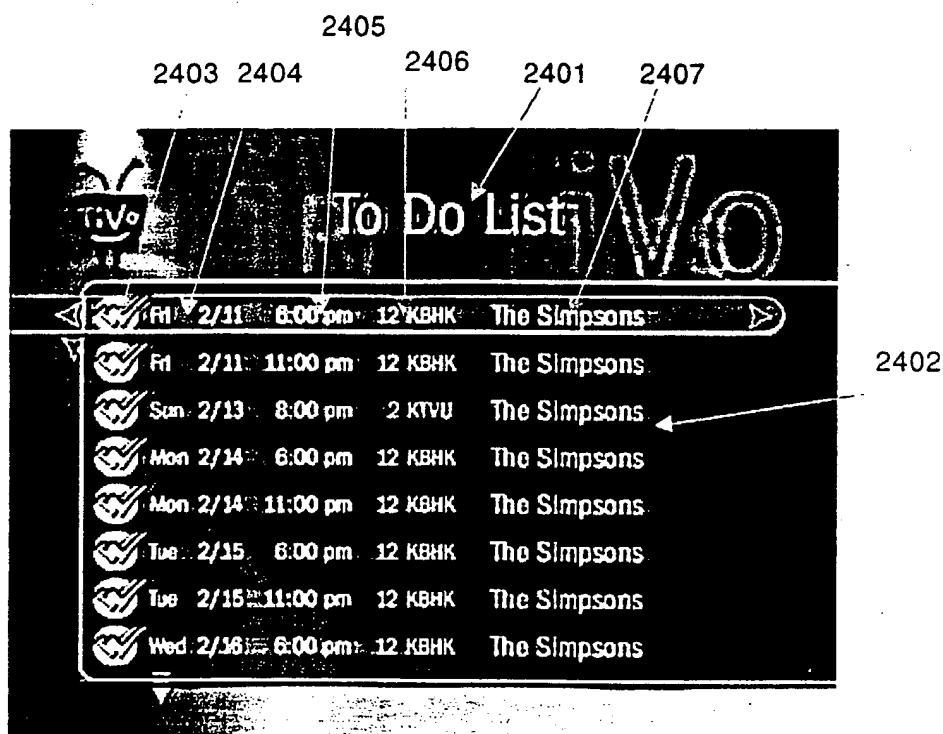 2405
2403 2404 2406 2401 2407
TiVo To Do List iVo
Fri 2/11 6:00 pm 12 KBHK The Simpsons
Fri 2/11 11:00 pm 12 KBHK The Simpsons
2402
Sun 2/13 8:00 pm 2 KTVU The Simpsons
Mon 2/14 6:00 pm 12 KBHK The Simpsons
Mon 2/14 11:00 pm 12 KBHK The Simpsons
Tue 2/15 6:00 pm 12 KBHK The Simpsons
Tue 2/15 11:00 pm 12 KBHK The Simpsons
Wed 2/16 6:00 pm 12 KBHK The Simpsons